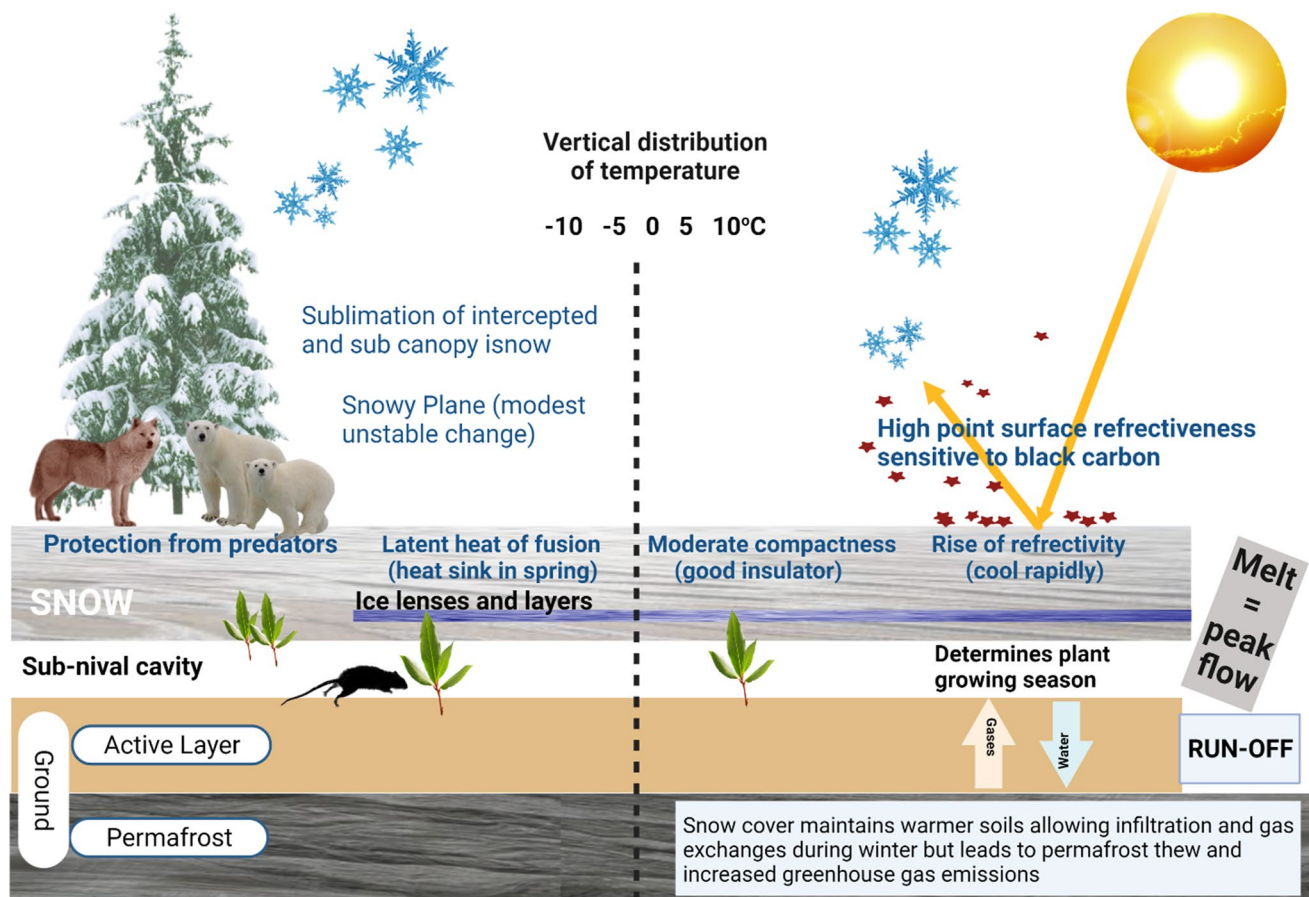 Vertical distribution
of temperature
-10 -5 0 5 10ºC
Sublimation of intercepted
and sub canopy isnow
Snowy Plane (modest
unstable change)
High point surface refrectiveness
sensitive to black carbon
Protection from predators
Latent heat of fusion
(heat sink in spring)
Moderate compactness
(good insulator)
Rise of refrectivity
(cool rapidly)
SNOW
Ice lenses and layers
Melt
=
peak
flow
Sub-nival cavity
Determines plant
growing season
Ground
Active Layer
Gases
Water
RUN-OFF
Permafrost
Snow cover maintains warmer soils allowing infiltration and gas
exchanges during winter but leads to permafrost thew and
increased greenhouse gas emissions